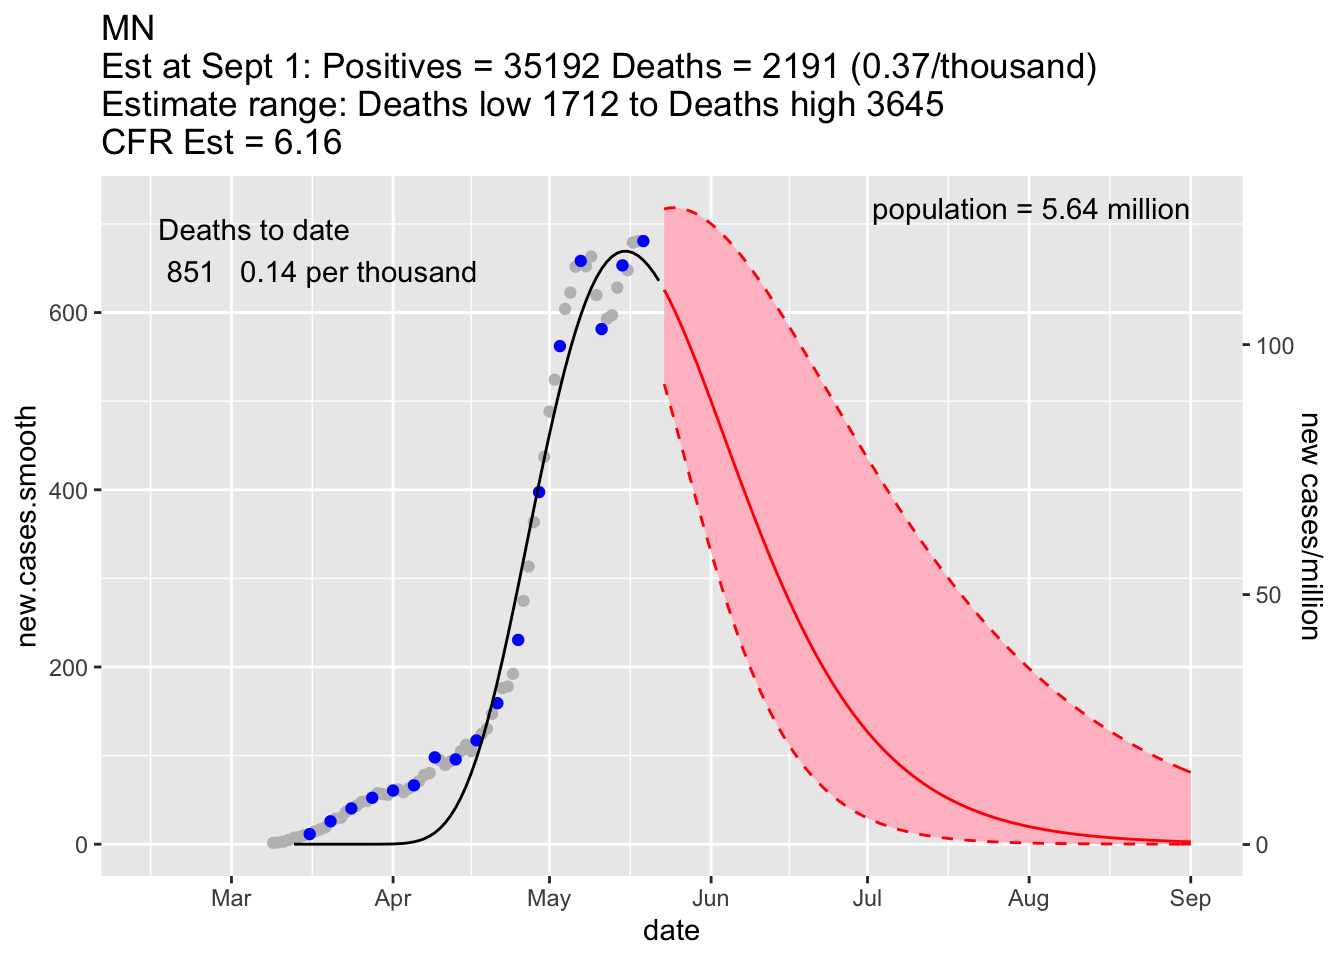 MN
Est at Sept 1: Positives = 35192 Deaths = 2191 (0.37/thousand)
Estimate range: Deaths low 1712 to Deaths high 3645
CFR Est = 6.16
population = 5.64 million
Deaths to date
851 0.14 per thousand
600
400
200
0
new.cases.smooth
100
50
0
new cases/million
Mar Apr May Jun Jul Aug Sep
date